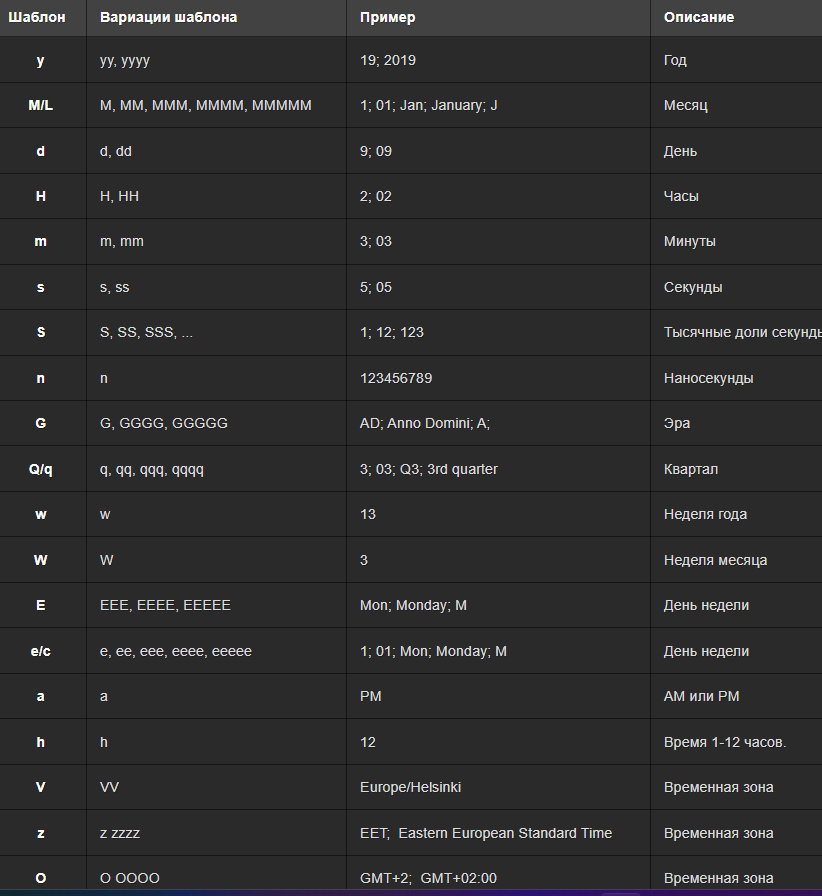 Шаблон Вариации шаблона Пример Описание
y yy, yyyy 19; 2019 Год
M/L M, MM, MMM, MMMM, MMMMM 1; 01; Jan; January; J Месяц
d d, dd 9; 09 День
H H, HH 2; 02 Часы
m m, mm 3; 03 Минуты
s s, ss 5; 05 Секунды
S S, SS, SSS, ... 1; 12; 123 Тысячные доли секунды
n n 123456789 Наносекунды
G G, GGGG, GGGGG AD; Anno Domini; A; Эра
Q/q q, qq, qqq, qqqq 3; 03; Q3; 3rd quarter Квартал
w w 13 Неделя года
W W 3 Неделя месяца
E EEE, EEEE, EEEEE Mon; Monday; M День недели
e/c e, ee, eee, eeee, eeeee 1; 01; Mon; Monday; M День недели
a a PM AM или PM
h h 12 Время 1-12 часов.
V VV Europe/Helsinki Временная зона
z z zzzz EET; Eastern European Standard Time Временная зона
O O OOOO GMT+2; GMT+02:00 Временная зона